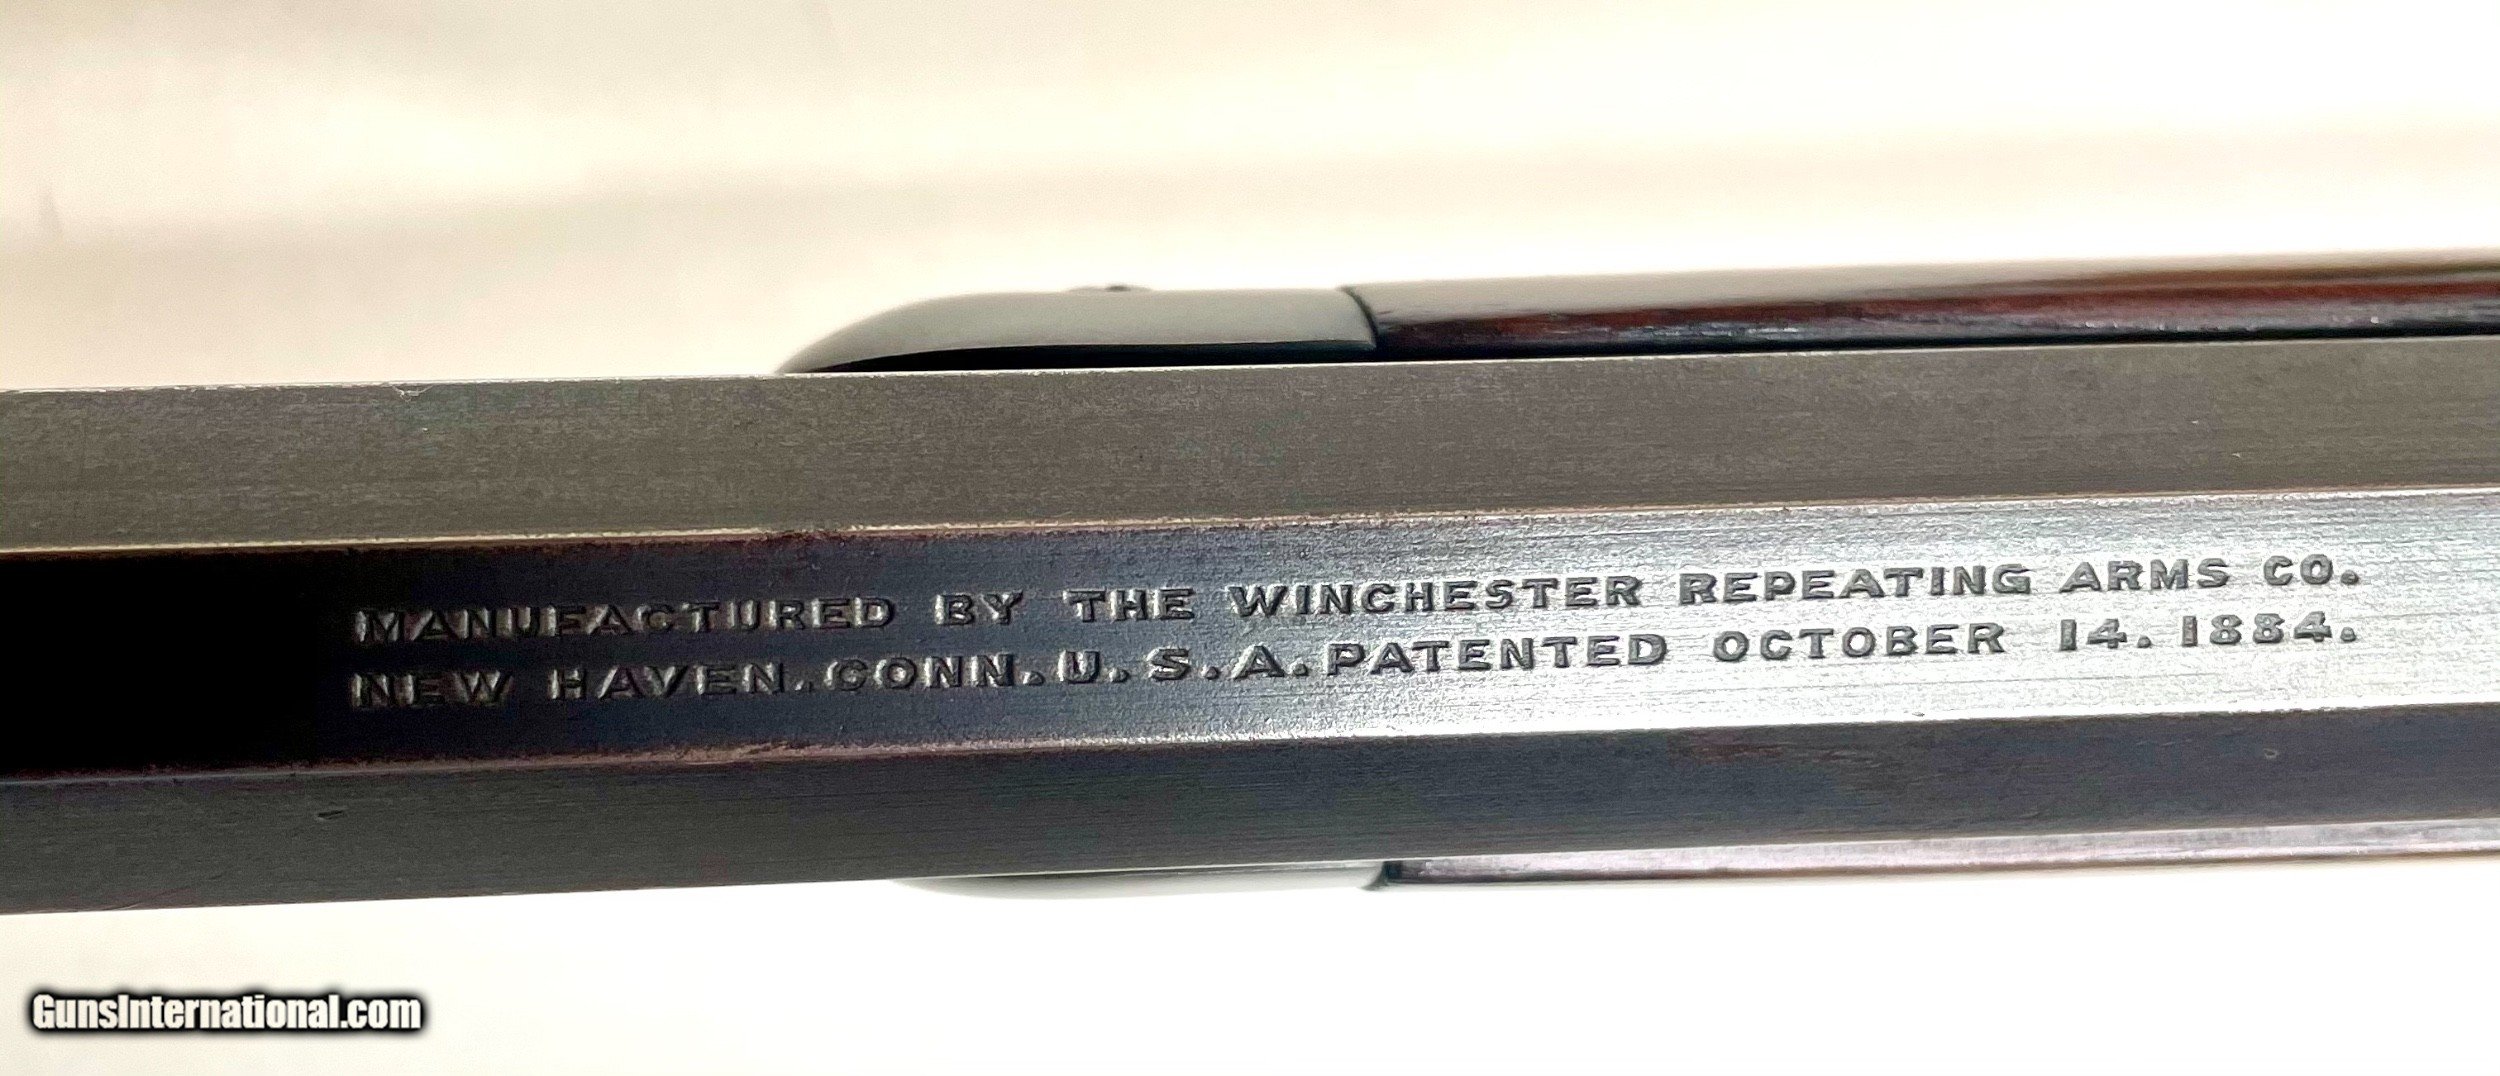 MANUFACTURED BY THE WINCHESTER REPEATING ARMS CO.
NEW HAVEN. CONN. U. S. A. PATENTED OCTOBER 14. 1884.
GunsInternational.com